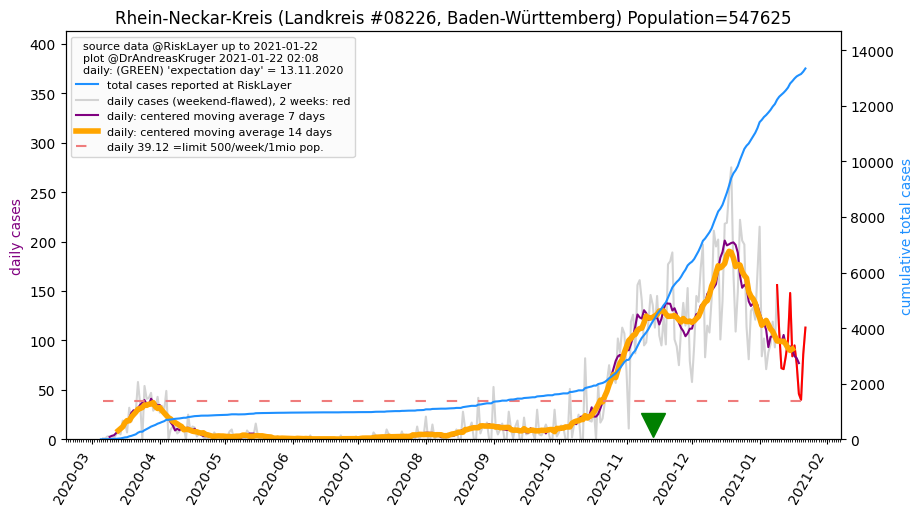 Rhein-Neckar-Kreis (Landkreis #08226, Baden-Württemberg) Population=547625
source data @RiskLayer up to 2021-01-22
plot @DrAndreasKruger 2021-01-22 02:08
daily: (GREEN) 'expectation day' = 13.11.2020
total cases reported at RiskLayer
daily cases (weekend-flawed), 2 weeks: red
daily: centered moving average 7 days
daily: centered moving average 14 days
daily 39.12 =limit 500/week/1mio pop.
daily cases
400
350
300
250
200
150
100
50
0
cumulative total cases
14000
12000
10000
8000
6000
4000
2000
0
2020-03
2020-04
2020-05
2020-06
2020-07
2020-08
2020-09
2020-10
2020-11
2020-12
2021-01
2021-02